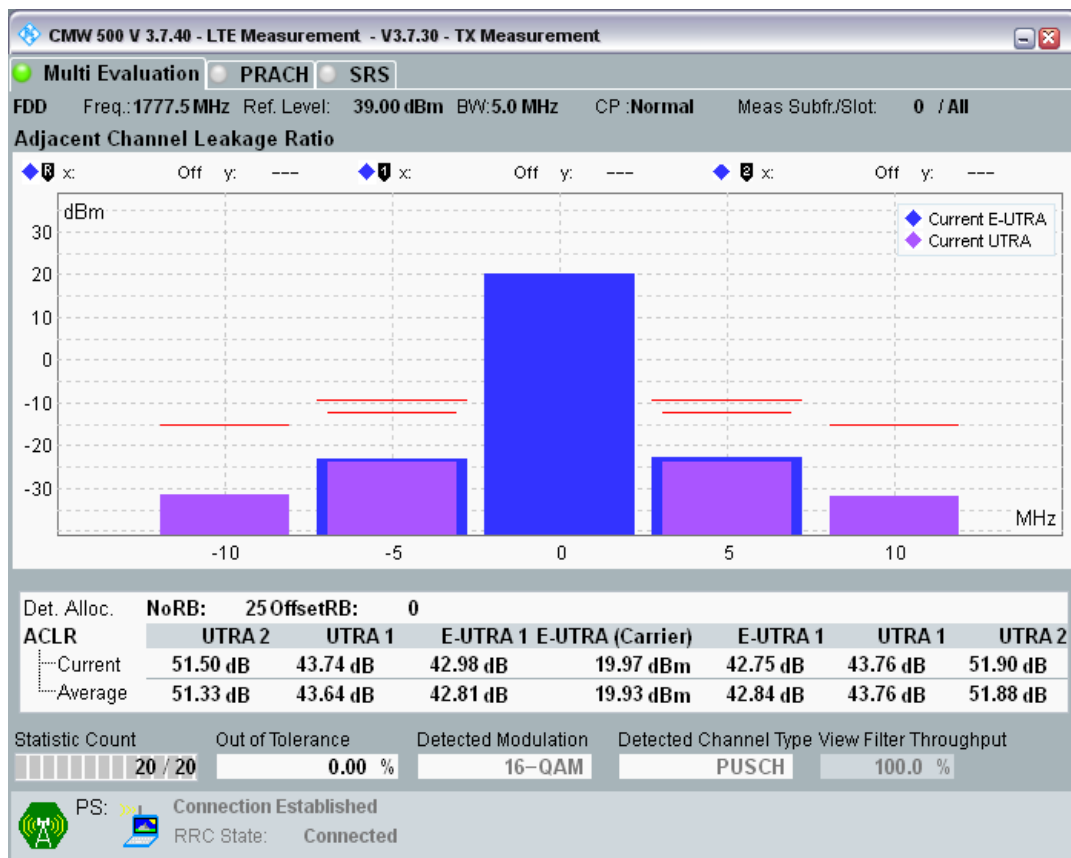 CMW 500 V 3.7.40 - LTE Measurement - V3.7.30 - TX Measurement
Multi Evaluation PRACH SRS
FDD Freq.:1777.5 MHz Ref. Level: 39.00 dBm BW:5.0 MHz CP :Normal Meas Subfr./Slot: 0 / All
Adjacent Channel Leakage Ratio
R x: Off y: --- 1 x: Off y: --- 2 x: Off y: ---
dBm
Current E-UTRA
Current UTRA
30
20
10
0
-10
-20
-30
MHz
-10 -5 0 5 10
Det. Alloc. NoRB: 25 OffsetRB: 0
ACLR UTRA 2 UTRA 1 E-UTRA 1 E-UTRA (Carrier) E-UTRA 1 UTRA 1 UTRA 2
Current 51.50 dB 43.74 dB 42.98 dB 19.97 dBm 42.75 dB 43.76 dB 51.90 dB
Average 51.33 dB 43.64 dB 42.81 dB 19.93 dBm 42.84 dB 43.76 dB 51.88 dB
Statistic Count Out of Tolerance Detected Modulation Detected Channel Type View Filter Throughput
20 / 20 0.00 % 16-QAM PUSCH 100.0 %
PS: Connection Established
RRC State: Connected